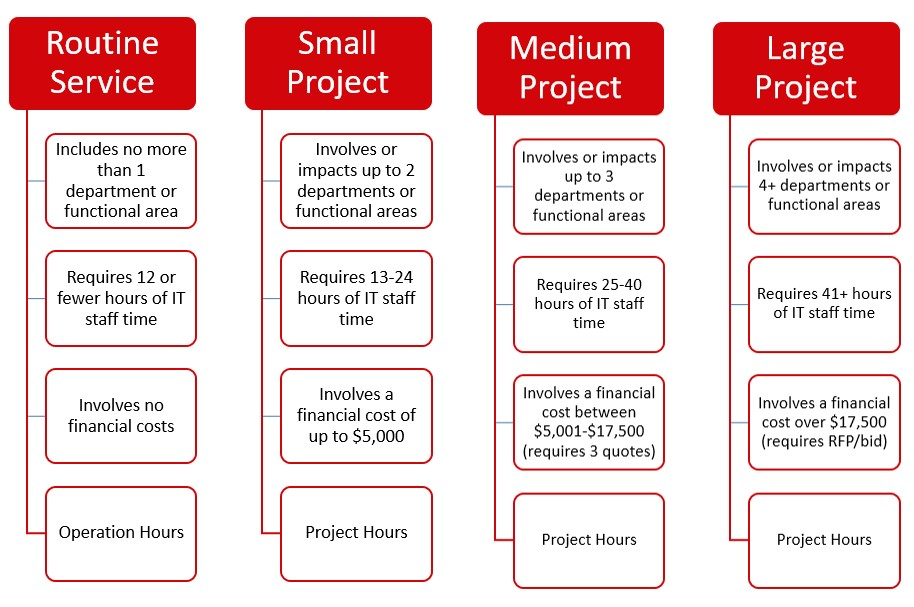 Routine
Service
Includes no more
than 1
department or
functional area
Requires 12 or
fewer hours of IT
staff time
Involves no
financial costs
Operation Hours
Small
Project
Involves or
impacts up to 2
departments or
functional areas
Requires 13-24
hours of IT staff
time
Involves a
financial cost of
up to $5,000
Project Hours
Medium
Project
Involves or impacts
up to 3
departments or
functional areas
Requires 25-40
hours of IT staff
time
Involves a financial
cost between
$5,001-$17,500
(requires 3 quotes)
Project Hours
Large
Project
Involves or impacts
4+ departments or
functional areas
Requires 41+ hours
of IT staff time
Involves a financial
cost over $17,500
(requires RFP/bid)
Project Hours